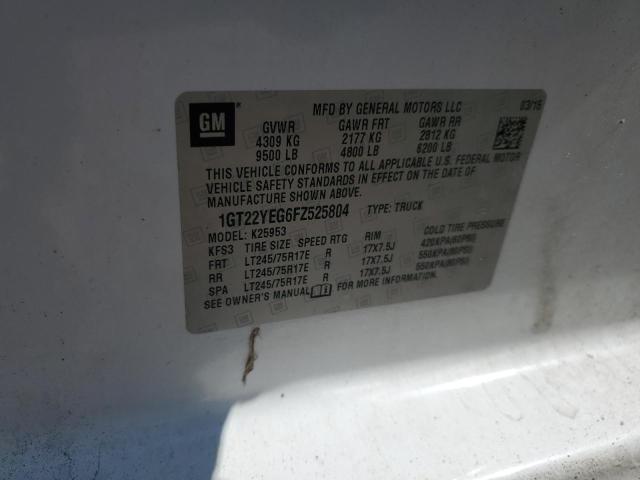 GM
MFD BY GENERAL MOTORS LLC 03/15
GVWR GAWR FRT GAWR RR
4309 KG 2177 KG 2812 KG
9500 LB 4800 LB 6200 LB
THIS VEHICLE CONFORMS TO ALL APPLICABLE U.S. FEDERAL MOTOR
VEHICLE SAFETY STANDARDS IN EFFECT ON THE DATE OF
MANUFACTURE SHOWN ABOVE.
1GT22YEG6FZ525804 TYPE: TRUCK
MODEL: K25953
KFS3 TIRE SIZE SPEED RTG RIM COLD TIRE PRESSURE
FRT LT245/75R17E R 17X7.5J 420KPA(60PSI)
RR LT245/75R17E R 17X7.5J 550KPA(80PSI)
SPA LT245/75R17E R 17X7.5J 550KPA(80PSI)
SEE OWNER'S MANUAL FOR MORE INFORMATION.